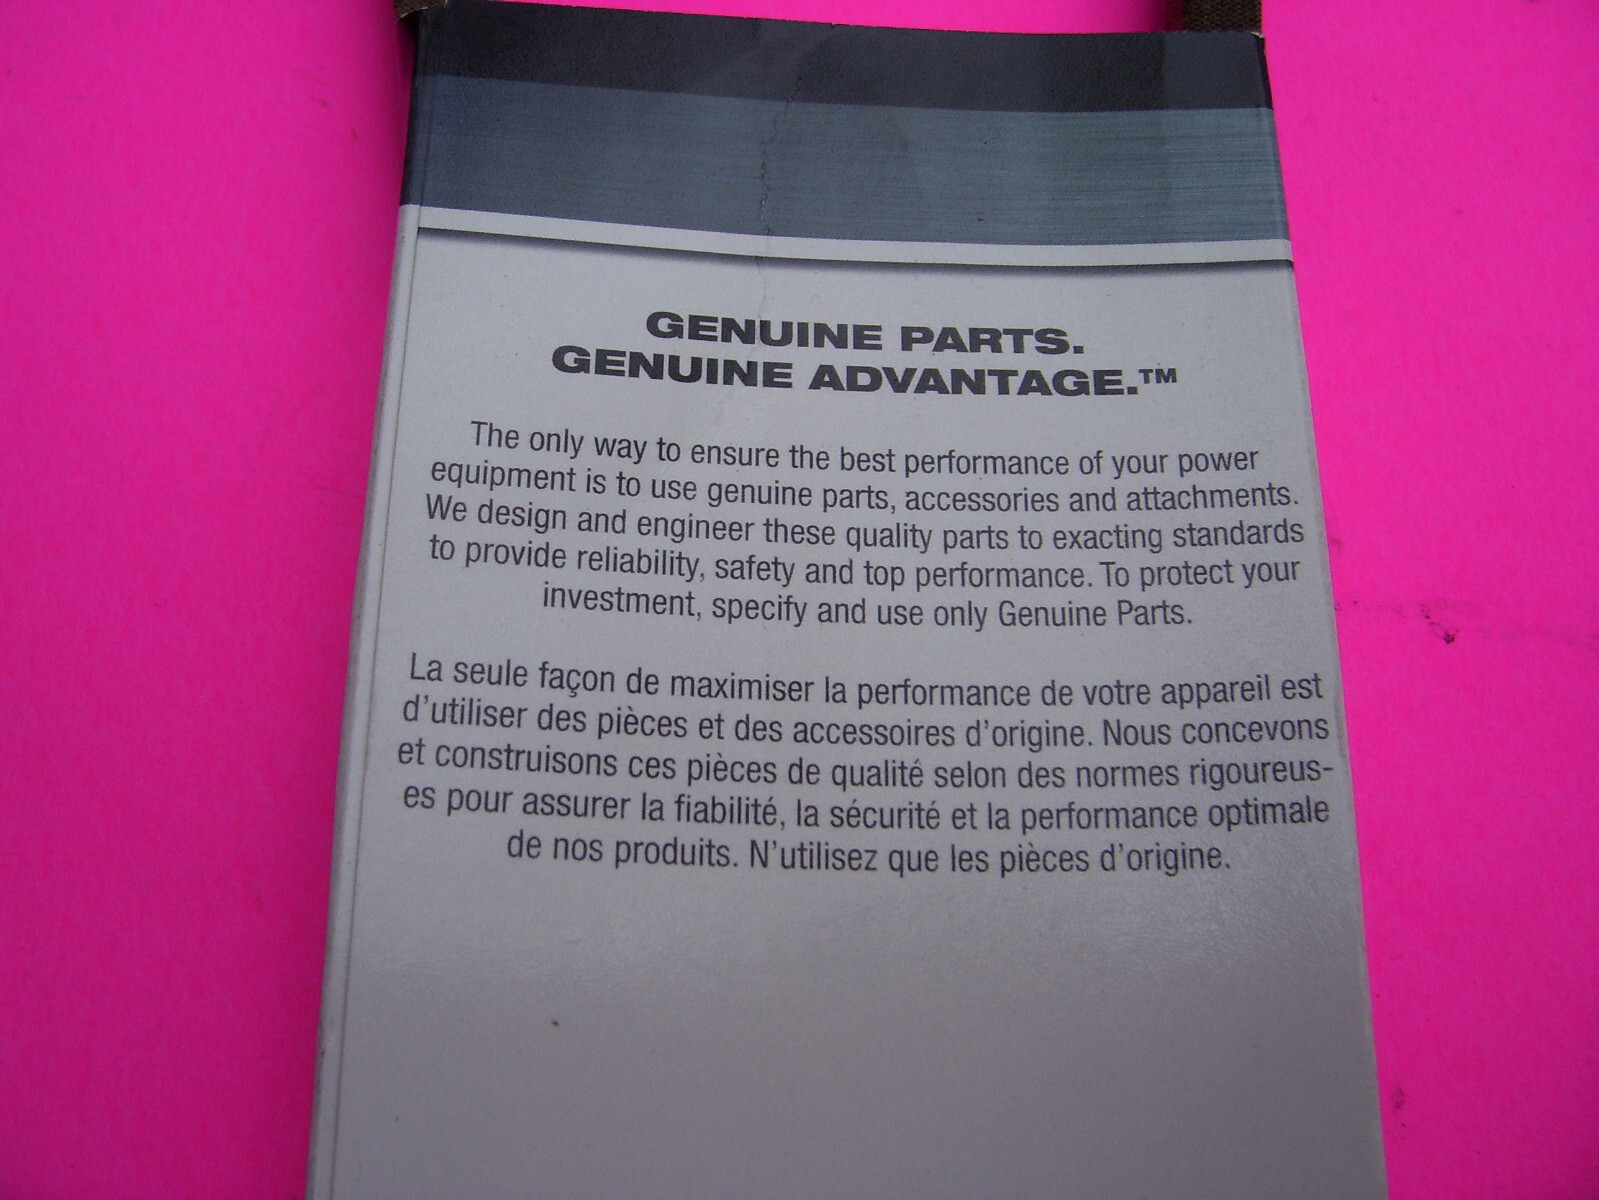 GENUINE PARTS.
GENUINE ADVANTAGE.™
The only way to ensure the best performance of your power
equipment is to use genuine parts, accessories and attachments.
We design and engineer these quality parts to exacting standards
to provide reliability, safety and top performance. To protect your
investment, specify and use only Genuine Parts.
La seule façon de maximiser la performance de votre appareil est
d'utiliser des pièces et des accessoires d'origine. Nous concevons
et construisons ces pièces de qualité selon des normes rigoureus-
es pour assurer la fiabilité, la sécurité et la performance optimale
de nos produits. N'utilisez que les pièces d'origine.